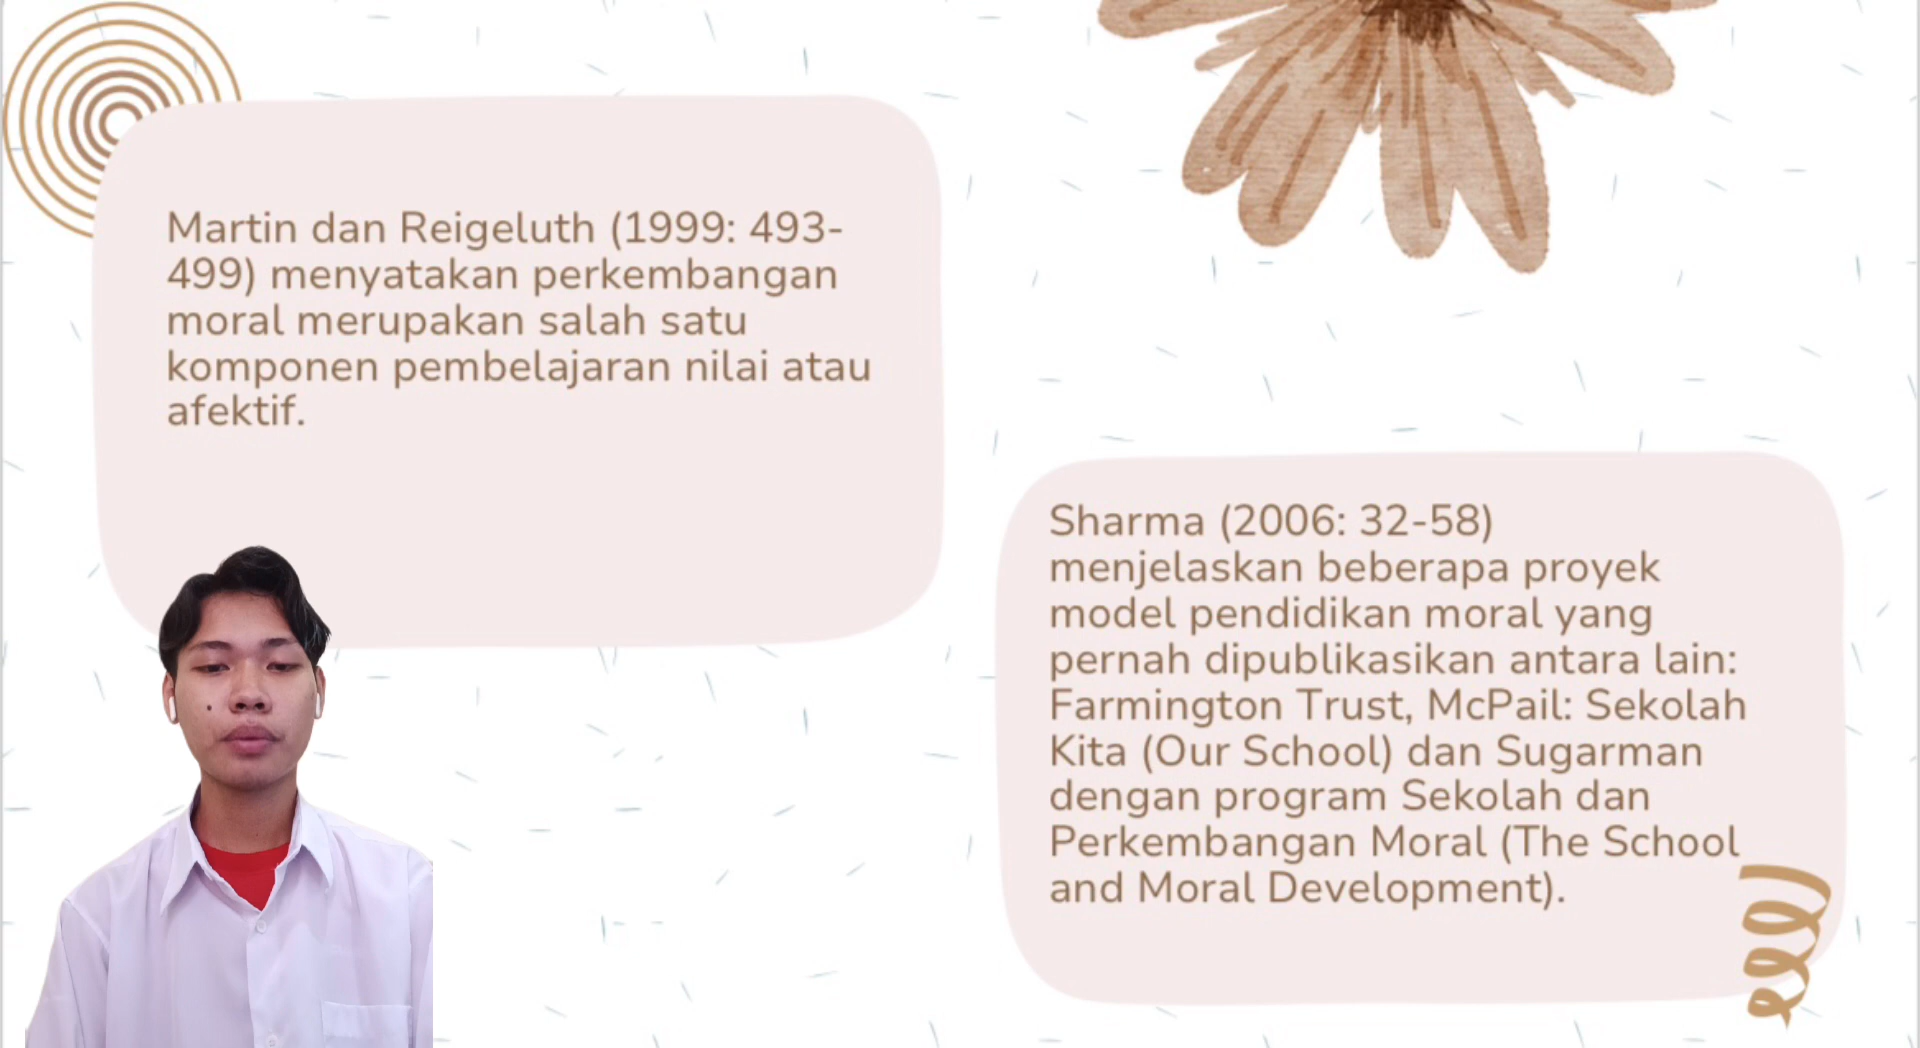 Martin dan Reigeluth (1999: 493-
499) menyatakan perkembangan
moral merupakan salah satu
komponen pembelajaran nilai atau
afektif.
Sharma (2006: 32-58)
menjelaskan beberapa proyek
model pendidikan moral yang
pernah dipublikasikan antara lain:
Farmington Trust, McPail: Sekolah
Kita (Our School) dan Sugarman
dengan program Sekolah dan
Perkembangan Moral (The School
and Moral Development).